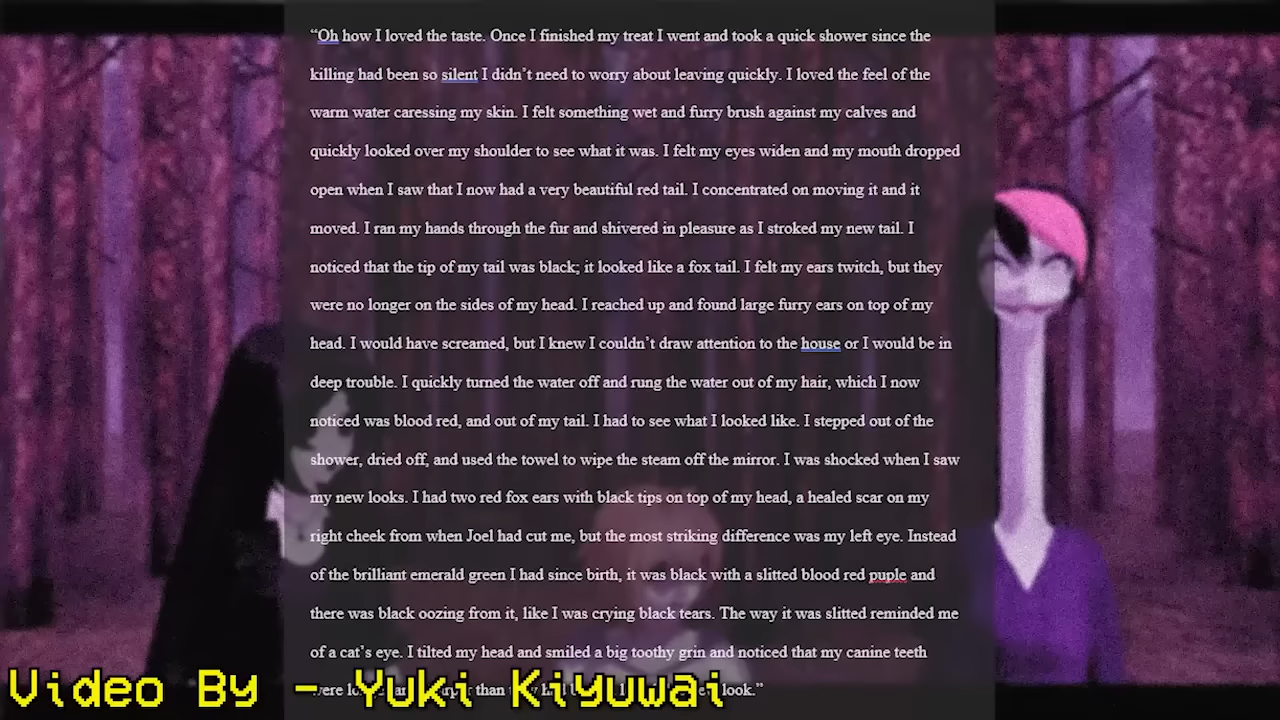 “Oh how I loved the taste. Once I finished my treat I went and took a quick shower since the
killing had been so silent I didn’t need to worry about leaving quickly. I loved the feel of the
warm water caressing my skin. I felt something wet and furry brush against my calves and
quickly looked over my shoulder to see what it was. I felt my eyes widen and my mouth dropped
open when I saw that I now had a very beautiful red tail. I concentrated on moving it and it
moved. I ran my hands through the fur and shivered in pleasure as I stroked my new tail. I
noticed that the tip of my tail was black; it looked like a fox tail. I felt my ears twitch, but they
were no longer on the sides of my head. I reached up and found large furry ears on top of my
head. I would have screamed, but I knew I couldn’t draw attention to the house or I would be in
deep trouble. I quickly turned the water off and rung the water out of my hair, which I now
noticed was blood red, and out of my tail. I had to see what I looked like. I stepped out of the
shower, dried off, and used the towel to wipe the steam off the mirror. I was shocked when I saw
my new looks. I had two red fox ears with black tips on top of my head, a healed scar on my
right cheek from when Joel had cut me, but the most striking difference was my left eye. Instead
of the brilliant emerald green I had since birth, it was black with a slitted blood red puple and
there was black oozing from it, like I was crying black tears. The way it was slitted reminded me
of a cat’s eye. I tilted my head and smiled a big toothy grin and noticed that my canine teeth
were than look.”
Video By - Yuki Kiyuwai